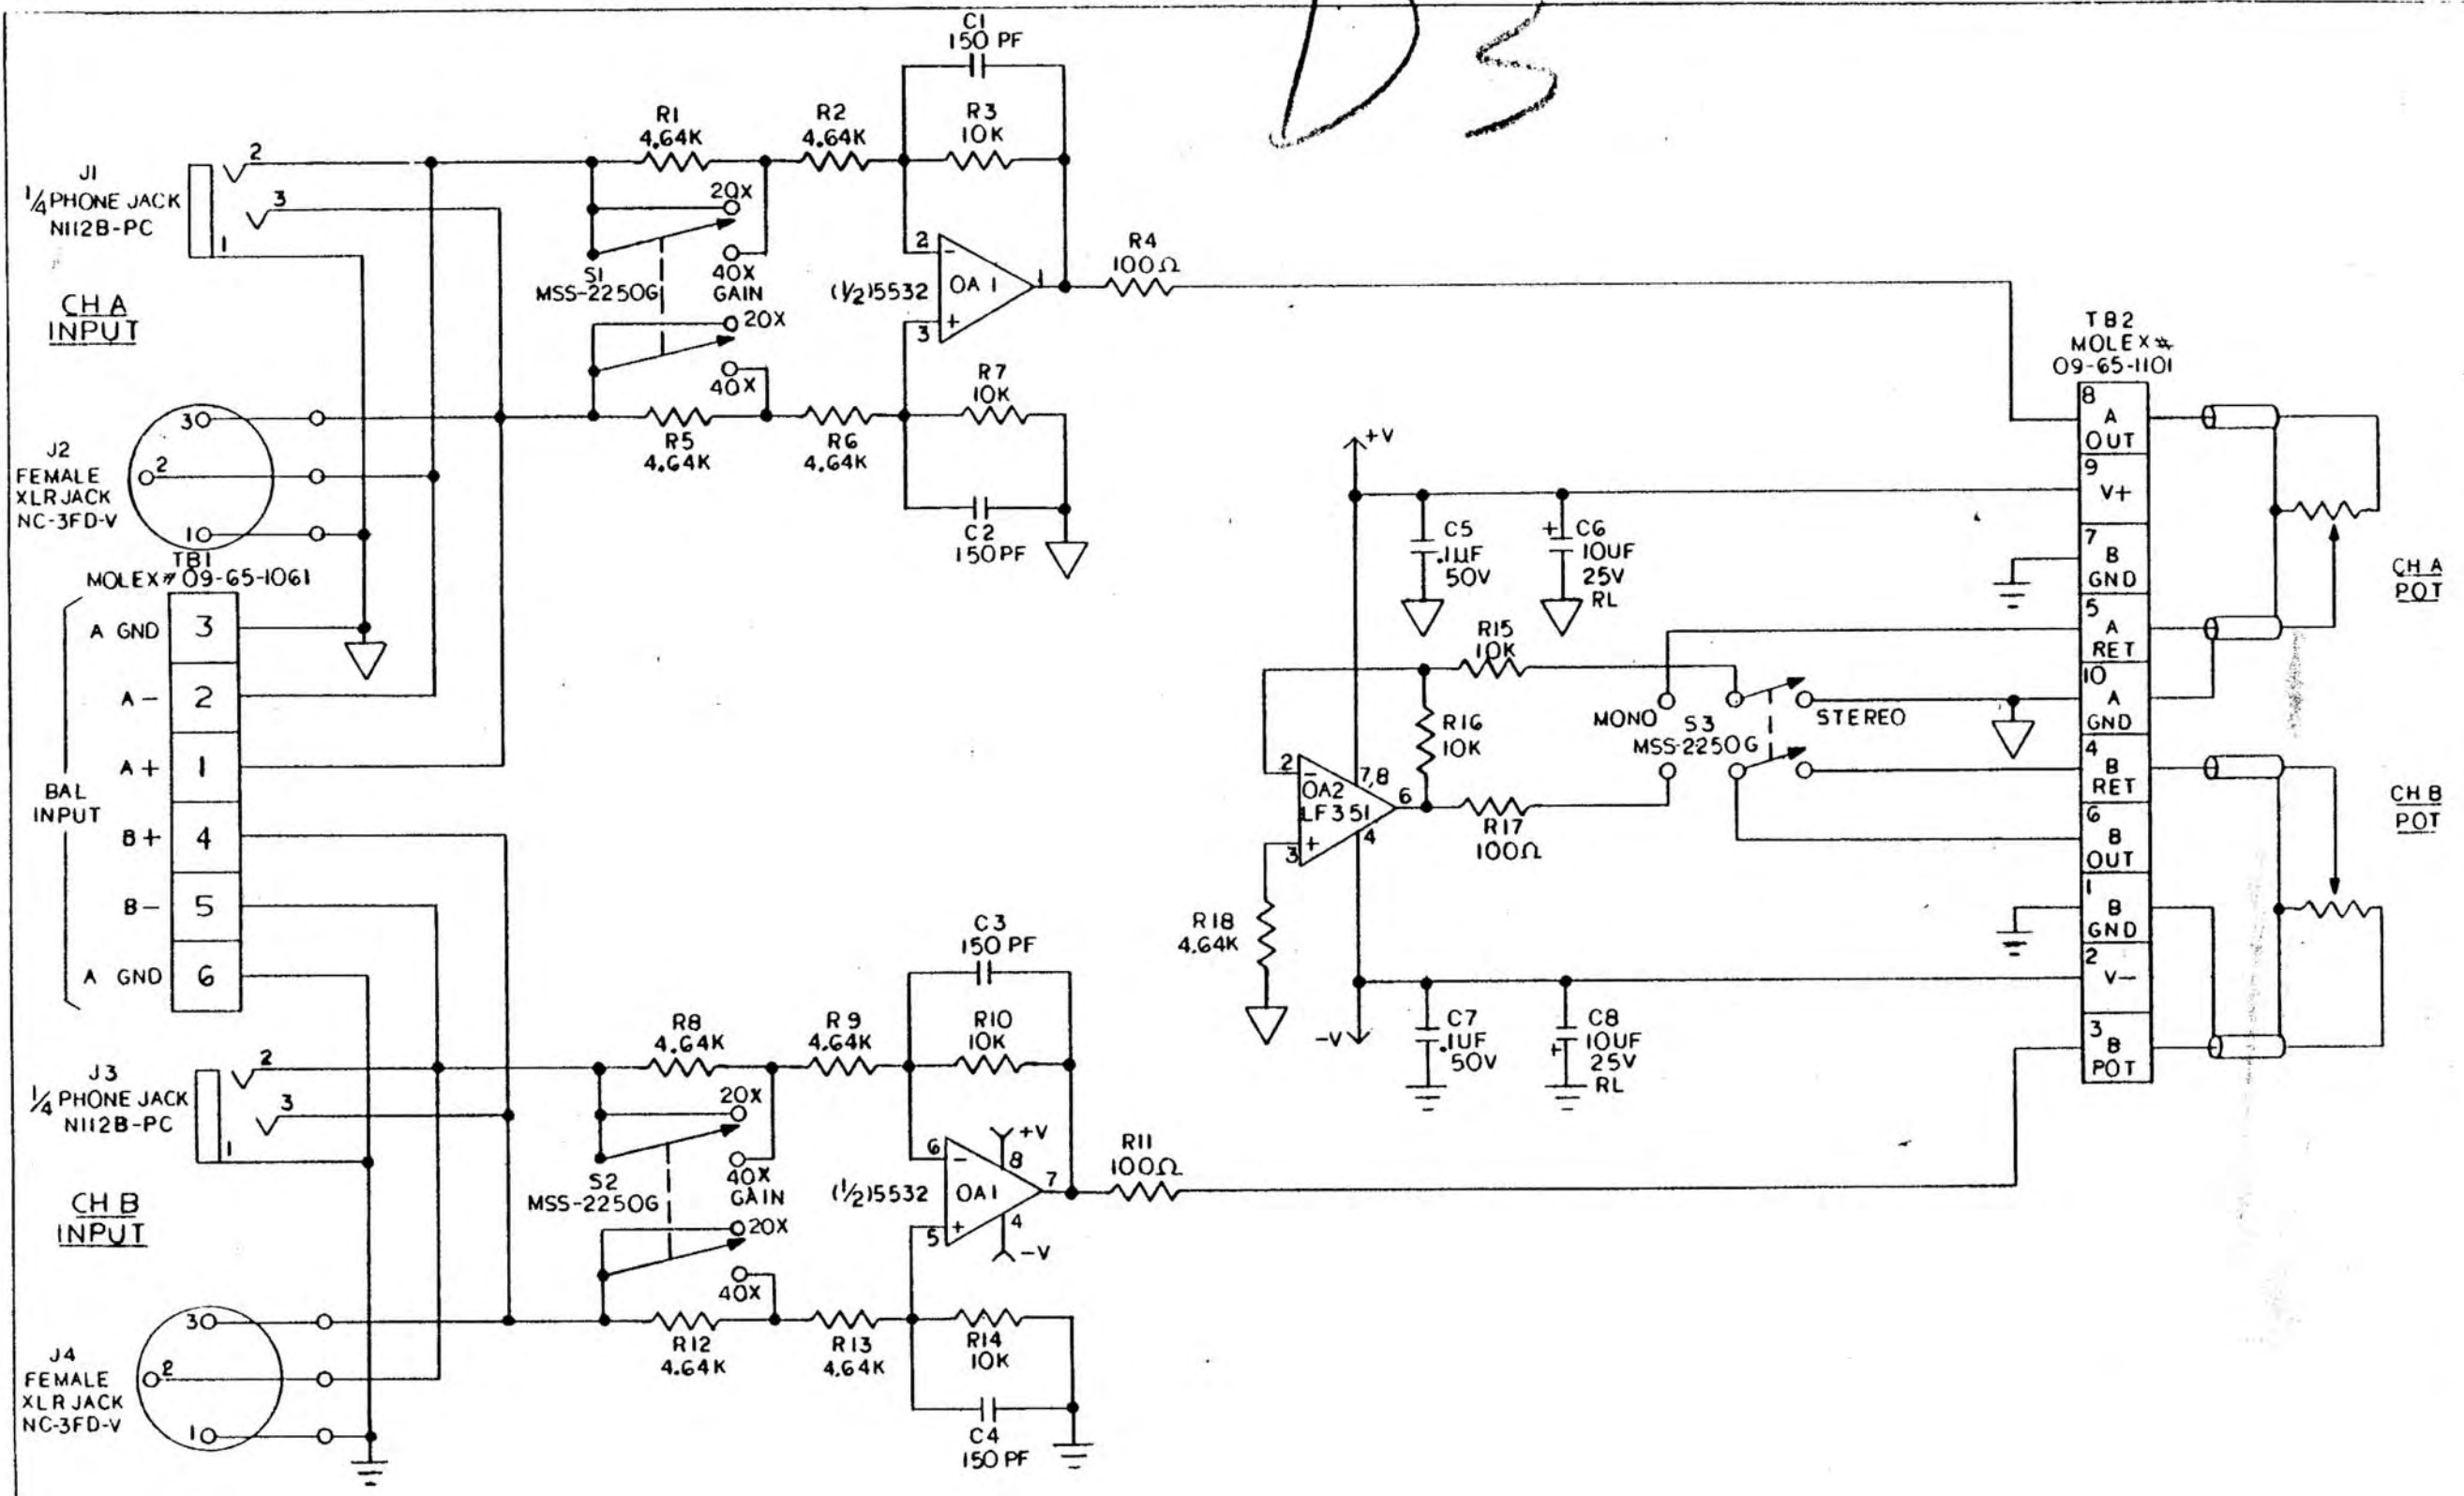 D3
C1
150 PF
R1
4.64K
R2
4.64K
R3
10K
J1
1/4 PHONE JACK
N112B-PC
2
3
1
20X
40X
GAIN
S1
MSS-2250G
20X
40X
CH A
INPUT
(1/2)5532
2
-
OA 1
1
+
3
R4
100Ω
R7
10K
J2
FEMALE
XLR JACK
NC-3FD-V
3
2
1
R5
4.64K
R6
4.64K
C2
150PF
TB1
MOLEX# 09-65-1061
BAL
INPUT
A GND 3
A- 2
A+ 1
B+ 4
B- 5
A GND 6
+V
C5
.1UF
50V
+
C6
10UF
25V
RL
R15
10K
R16
10K
MONO
S3
MSS-2250G
STEREO
2
-
OA2
LF351
7,8
6
+
3
4
R17
100Ω
R18
4.64K
-V
C7
.1UF
50V
C8
10UF
25V
RL
+
TB2
MOLEX#
09-65-1101
8
A
OUT
9
V+
7
B
GND
5
A
RET
10
A
GND
4
B
RET
6
B
OUT
1
B
GND
2
V-
3
B
POT
CH A
POT
CH B
POT
J3
1/4 PHONE JACK
N112B-PC
2
3
1
CH B
INPUT
R8
4.64K
R9
4.64K
C3
150 PF
R10
10K
20X
40X
GAIN
S2
MSS-2250G
20X
40X
(1/2)5532
6
-
OA1
+V
8
7
4
-V
+
5
R11
100Ω
J4
FEMALE
XLR JACK
NC-3FD-V
3
2
1
R12
4.64K
R13
4.64K
R14
10K
C4
150 PF